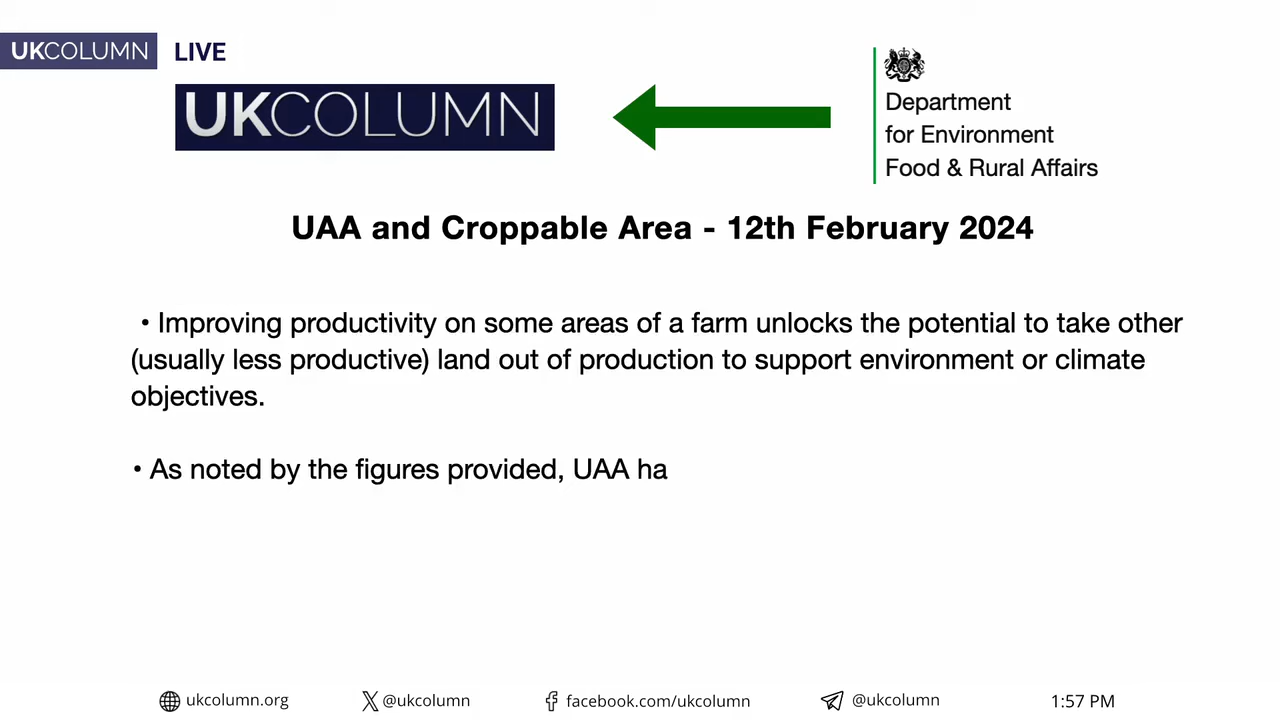 UKCOLUMN LIVE
UKCOLUMN
Department
for Environment
Food & Rural Affairs
UAA and Croppable Area - 12th February 2024
• Improving productivity on some areas of a farm unlocks the potential to take other
(usually less productive) land out of production to support environment or climate
objectives.
• As noted by the figures provided, UAA ha
ukcolumn.org @ukcolumn facebook.com/ukcolumn @ukcolumn 1:57 PM